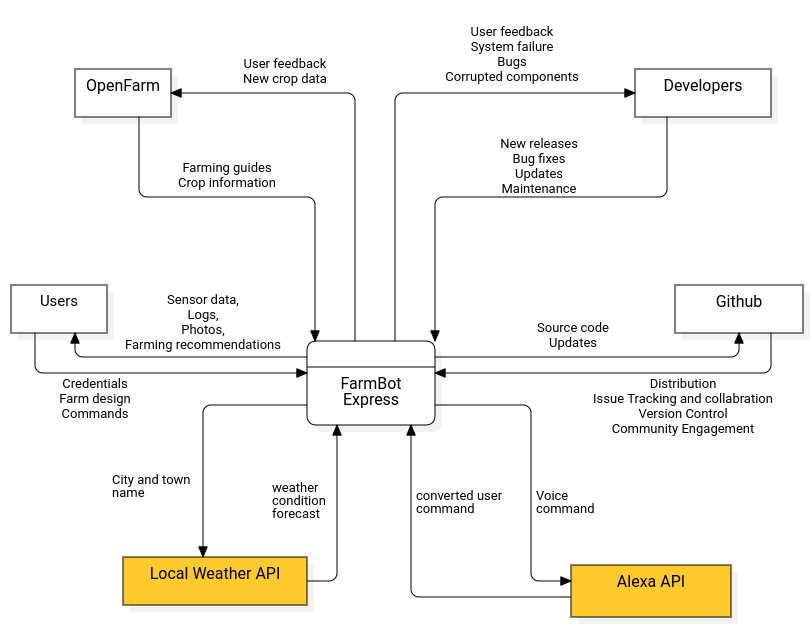 User feedback
System failure
Bugs
Corrupted components
User feedback
New crop data
OpenFarm
Developers
New releases
Bug fixes
Updates
Maintenance
Farming guides
Crop information
Users
Github
Sensor data,
Logs,
Photos,
Farming recommendations
Source code
Updates
FarmBot
Express
Credentials
Farm design
Commands
Distribution
Issue Tracking and collabration
Version Control
Community Engagement
City and town
name
weather
condition
forecast
converted user
command
Voice
command
Local Weather API
Alexa API